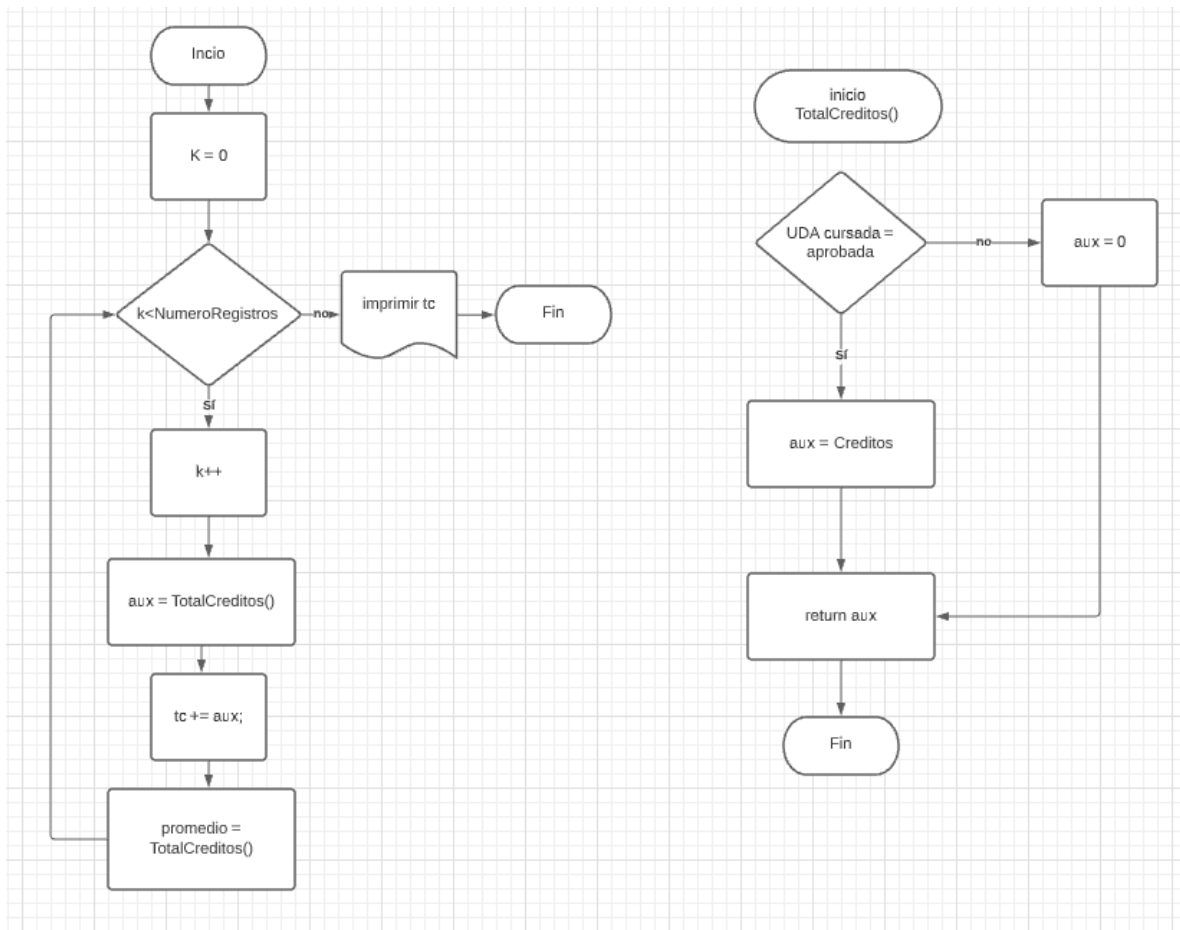 Incio
K = 0
k<NumeroRegistros
no
imprimir tc
Fin
sí
k++
aux = TotalCreditos()
tc += aux;
promedio =
TotalCreditos()
inicio
TotalCreditos()
UDA cursada =
aprobada
no
aux = 0
sí
aux = Creditos
return aux
Fin